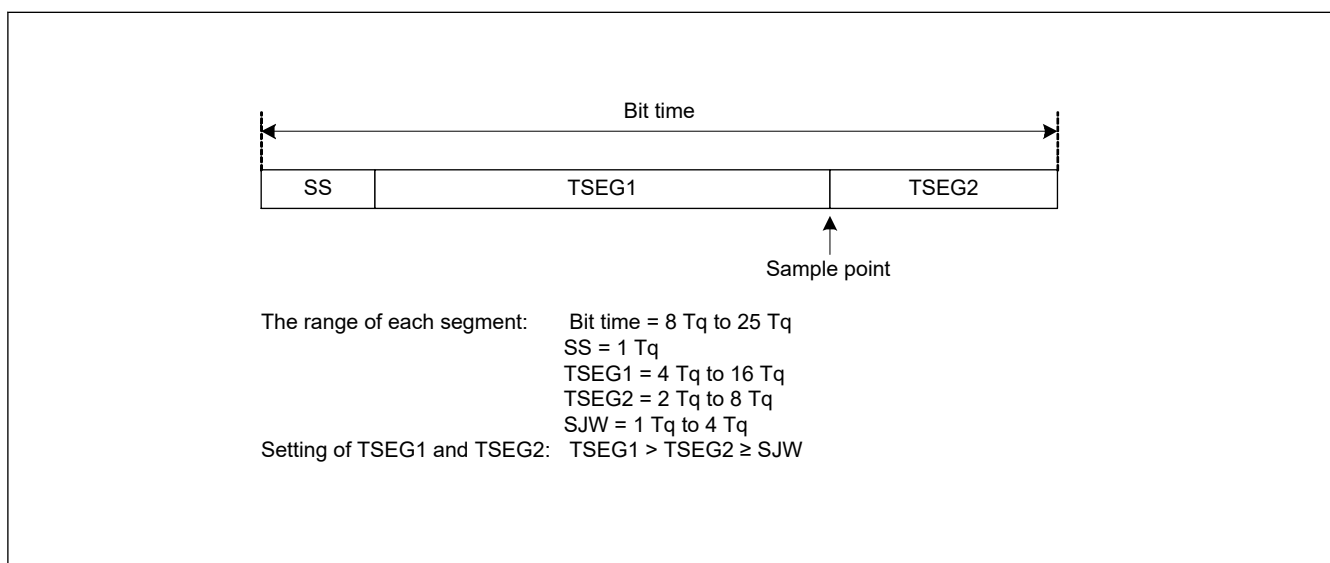 Bit time
SS TSEG1 TSEG2
Sample point
The range of each segment: Bit time = 8 Tq to 25 Tq
SS = 1 Tq
TSEG1 = 4 Tq to 16 Tq
TSEG2 = 2 Tq to 8 Tq
SJW = 1 Tq to 4 Tq
Setting of TSEG1 and TSEG2: TSEG1 > TSEG2 ≥ SJW